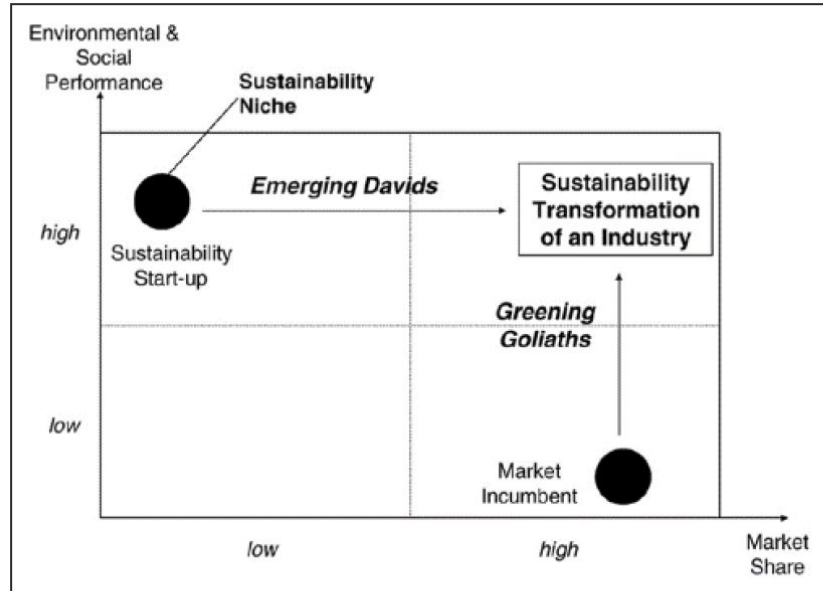 Environmental &
Social
Performance
Sustainability
Niche
Emerging Davids
Sustainability
Transformation
of an Industry
high
Sustainability
Start-up
Greening
Goliaths
low
Market
Incumbent
low
high
Market
Share